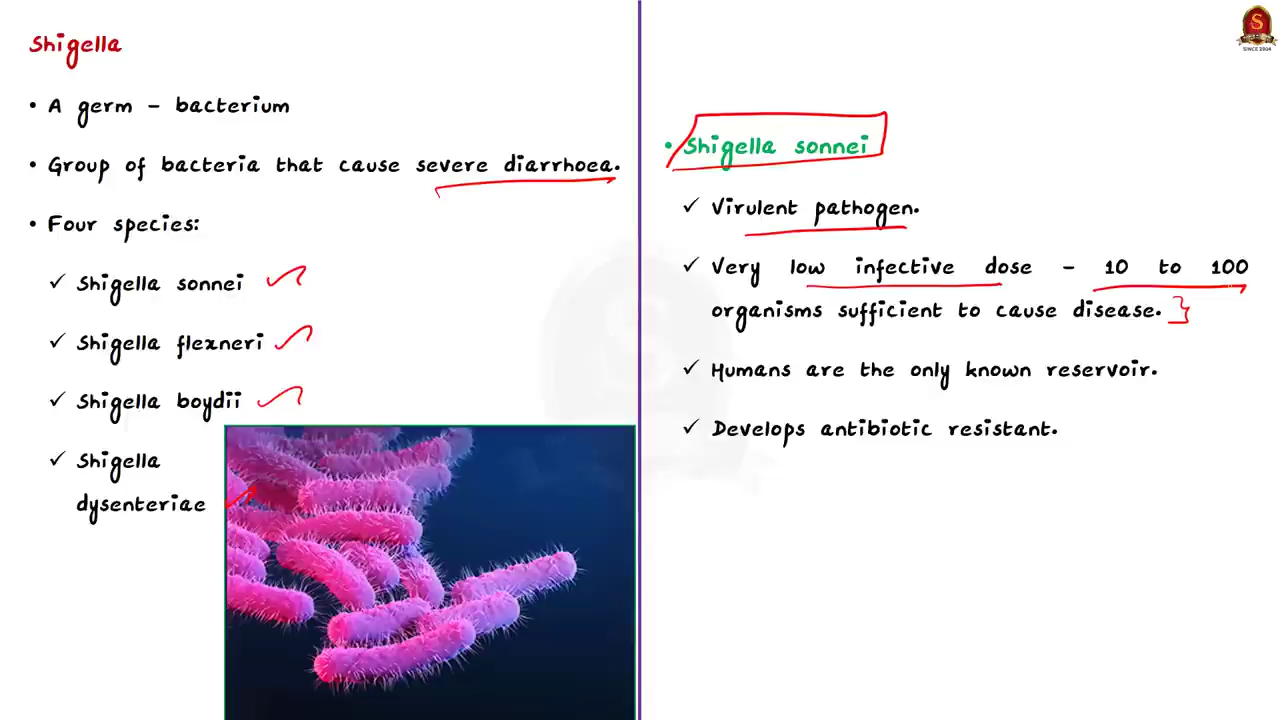 Shigella
• A germ – bacterium
• Group of bacteria that cause severe diarrhoea.
• Four species:
✓ Shigella sonnei
✓ Shigella flexneri
✓ Shigella boydii
✓ Shigella
dysenteriae
• Shigella sonnei
✓ Virulent pathogen.
✓ Very low infective dose – 10 to 100
organisms sufficient to cause disease.
✓ Humans are the only known reservoir.
✓ Develops antibiotic resistant.
S
SINCE 2004